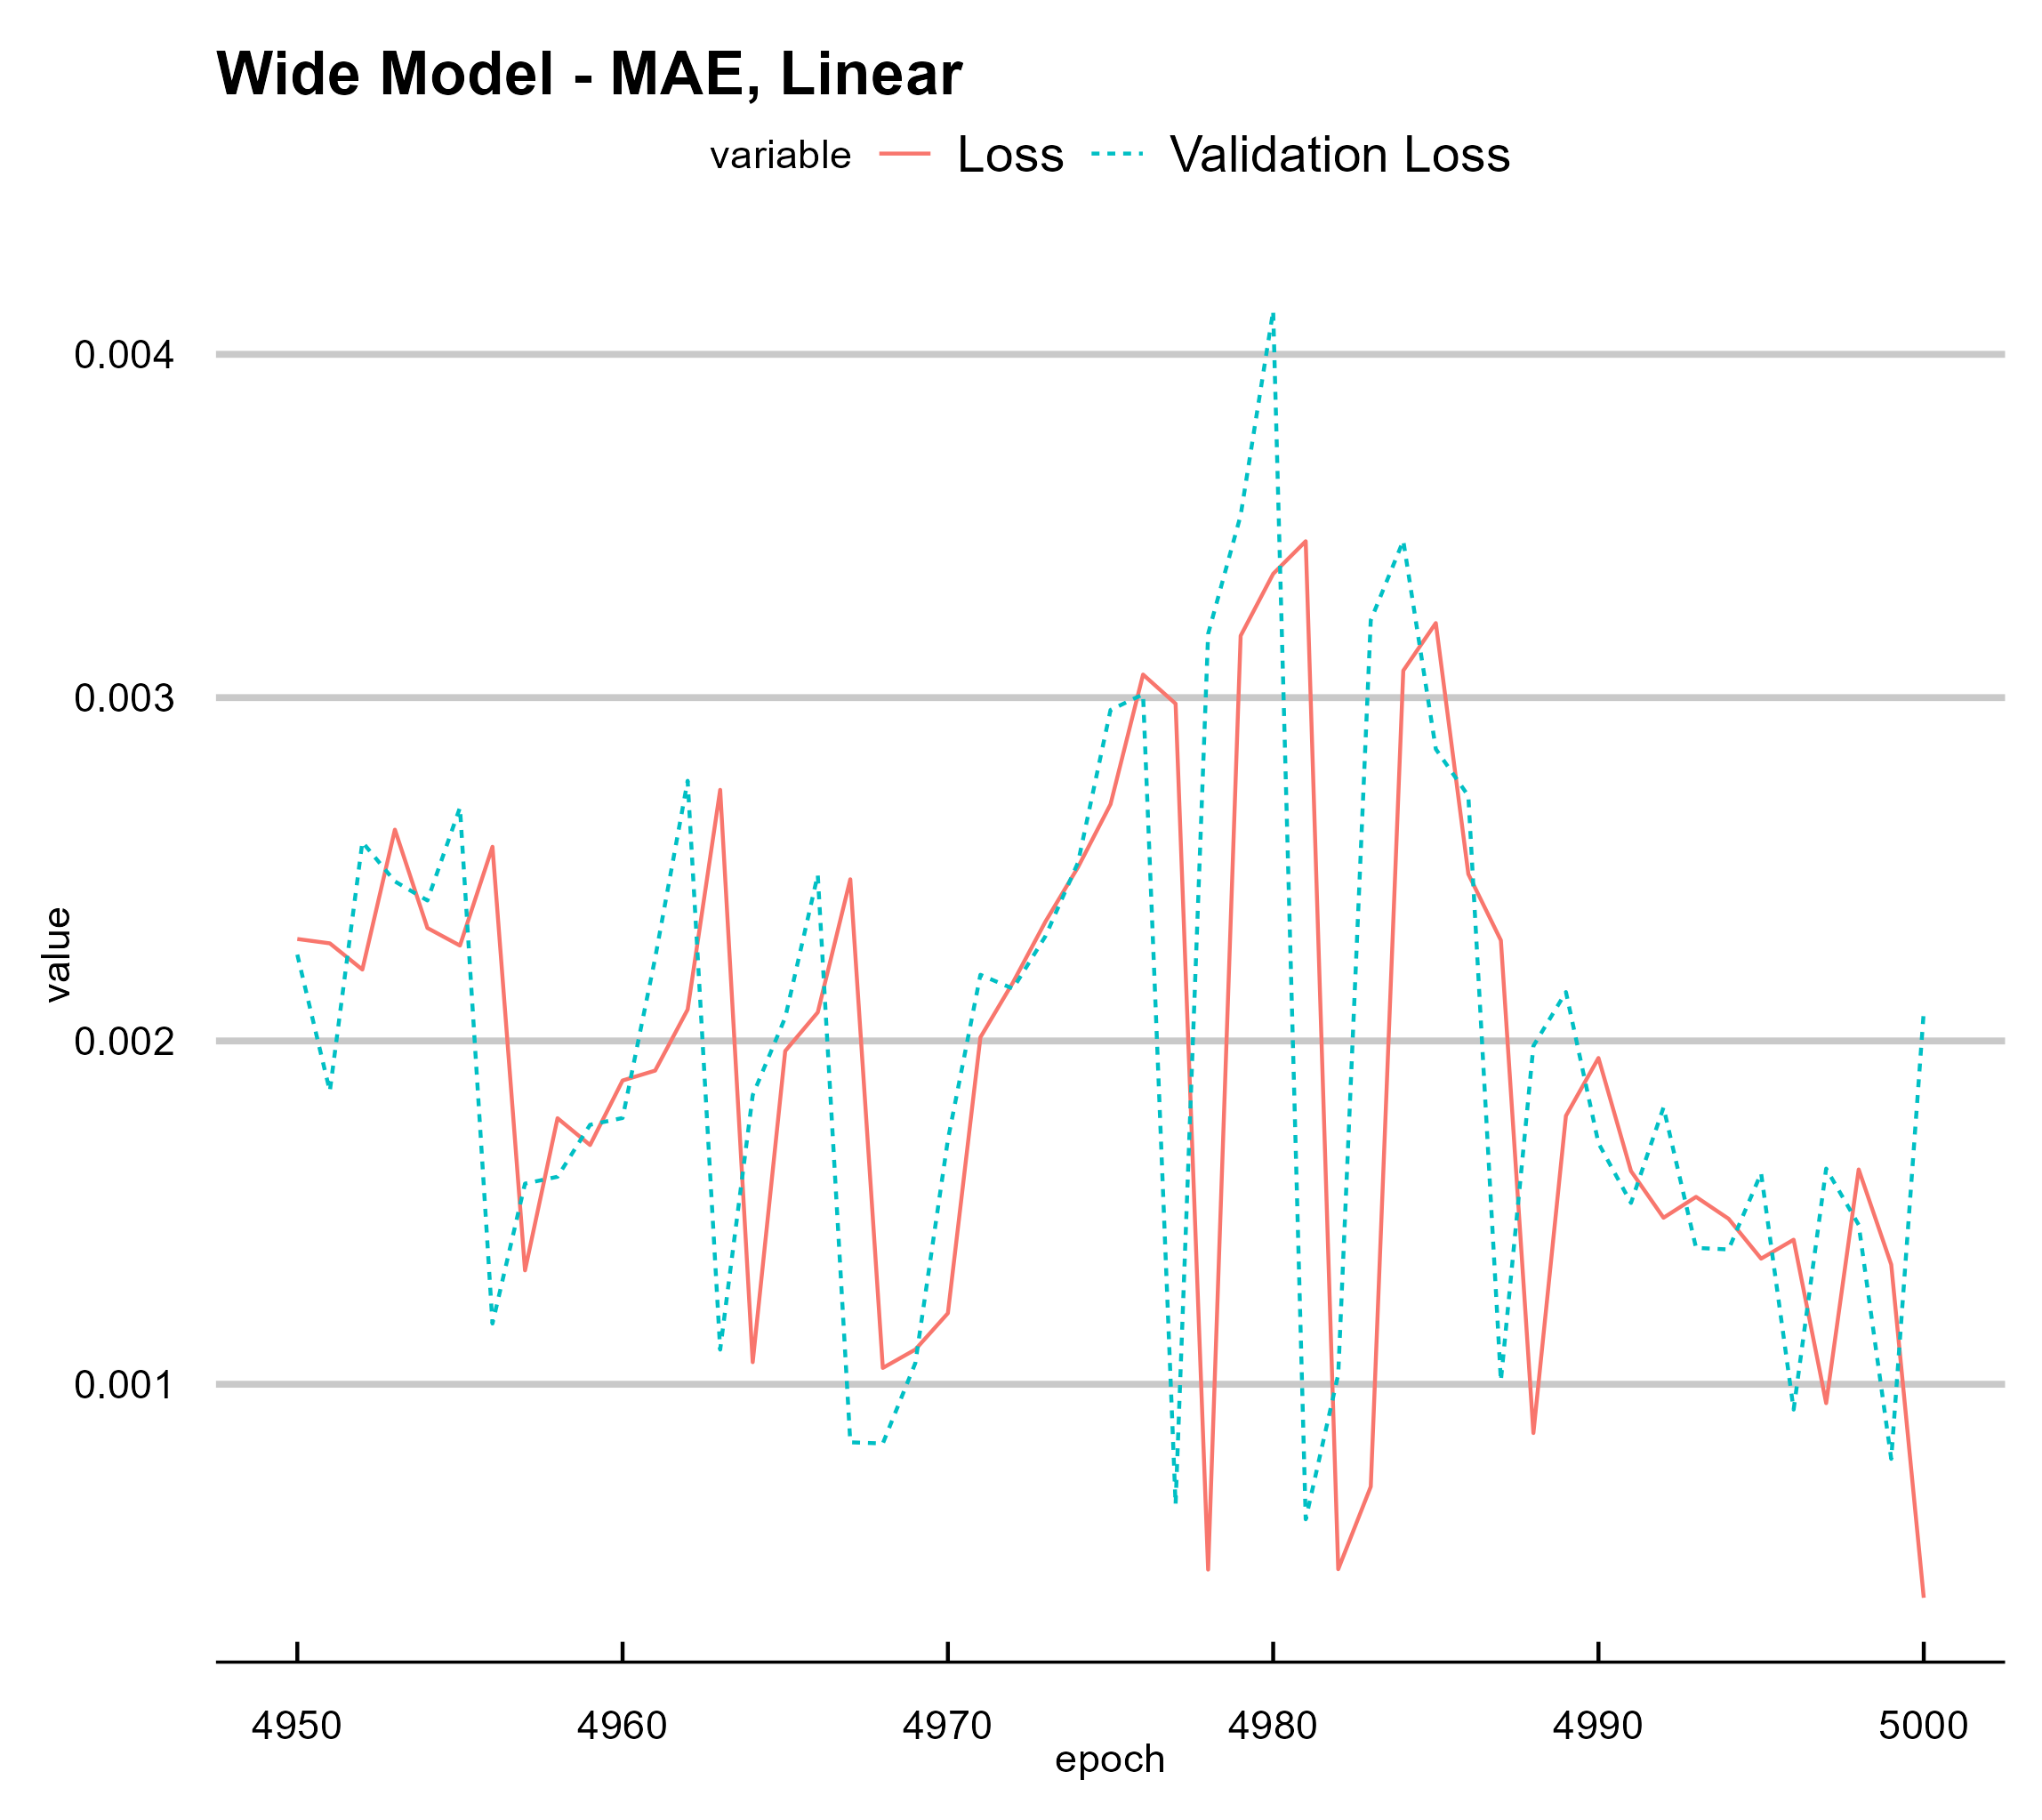 Wide Model - MAE, Linear
variable Loss Validation Loss
0.004
0.003
value
0.002
0.001
4950 4960 4970 4980 4990 5000
epoch